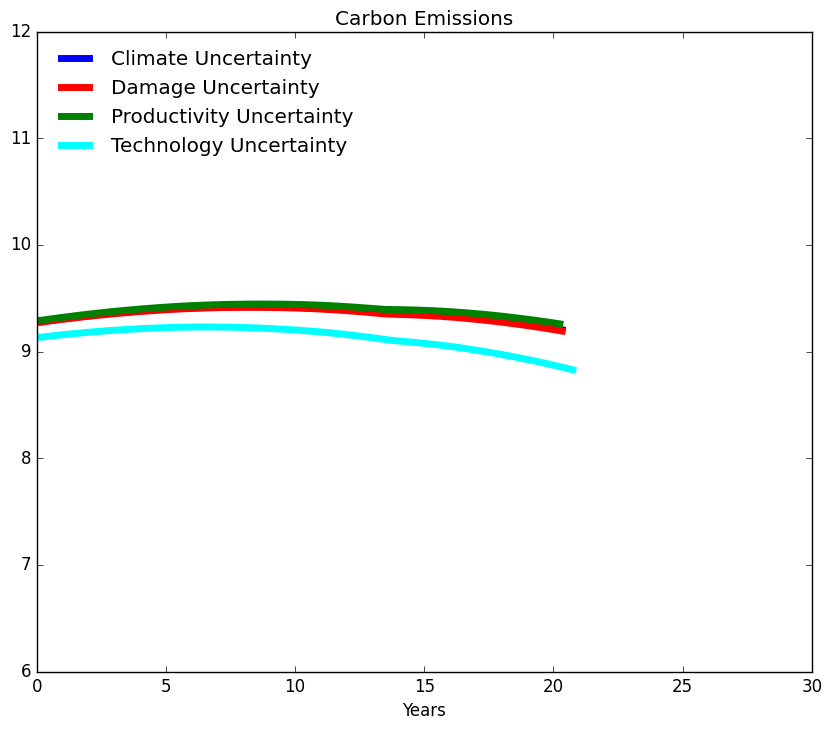 Carbon Emissions
12
11
10
9
8
7
6
Climate Uncertainty
Damage Uncertainty
Productivity Uncertainty
Technology Uncertainty
0 5 10 15 20 25 30
Years